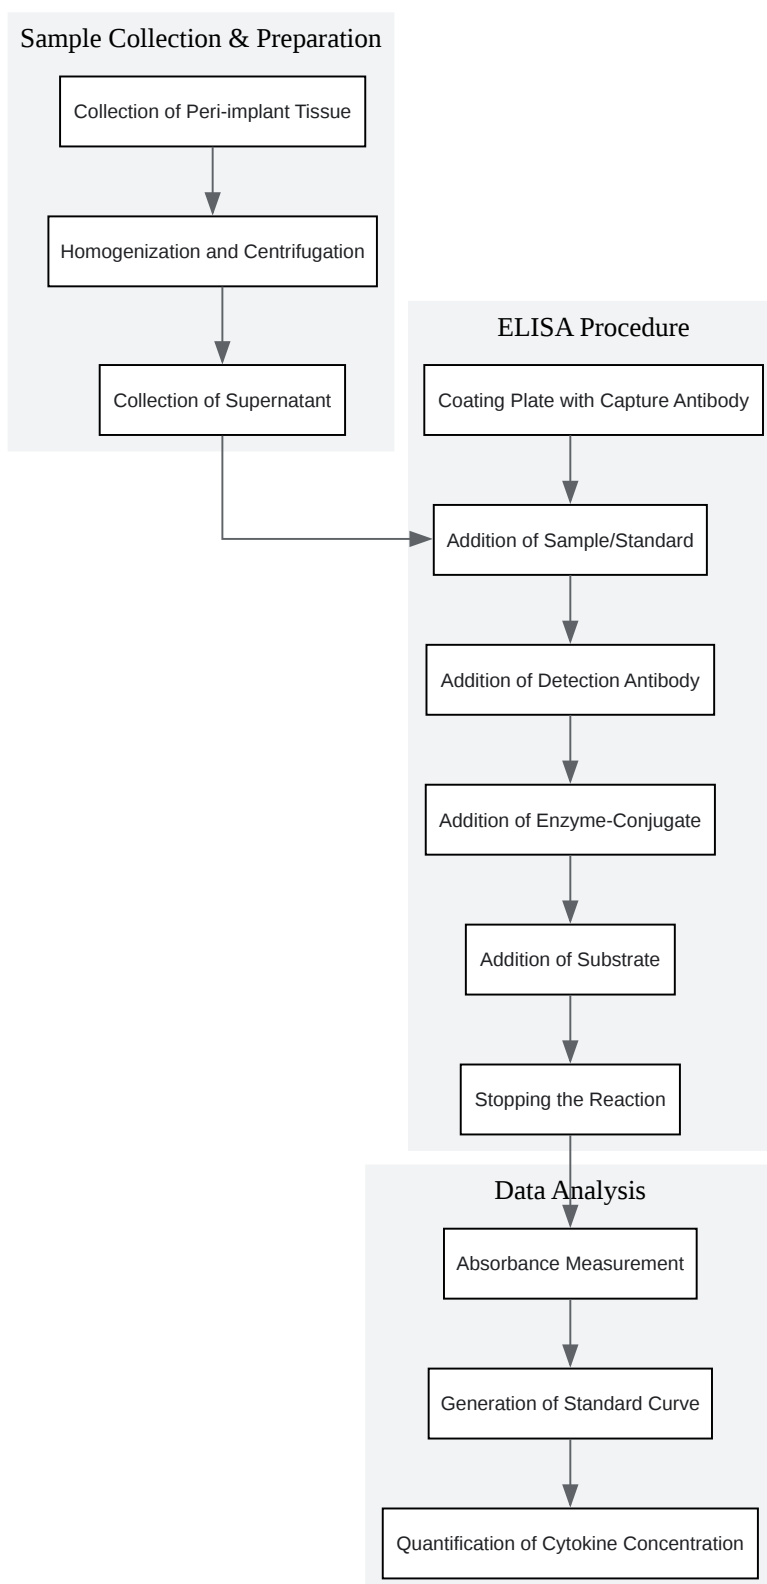 Sample Collection & Preparation
Collection of Peri-implant Tissue
Homogenization and Centrifugation
Collection of Supernatant
ELISA Procedure
Coating Plate with Capture Antibody
Addition of Sample/Standard
Addition of Detection Antibody
Addition of Enzyme-Conjugate
Addition of Substrate
Stopping the Reaction
Data Analysis
Absorbance Measurement
Generation of Standard Curve
Quantification of Cytokine Concentration